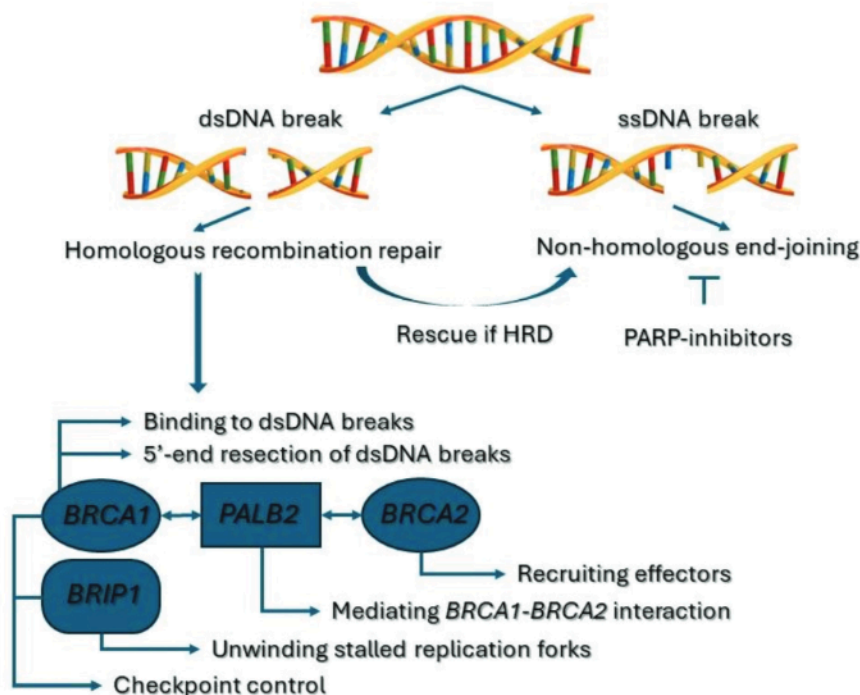 dsDNA break
ssDNA break
Homologous recombination repair
Non-homologous end-joining
Rescue if HRD
PARP-inhibitors
Binding to dsDNA breaks
5’-end resection of dsDNA breaks
BRCA1
PALB2
BRCA2
Recruiting effectors
BRIP1
Mediating BRCA1-BRCA2 interaction
Unwinding stalled replication forks
Checkpoint control